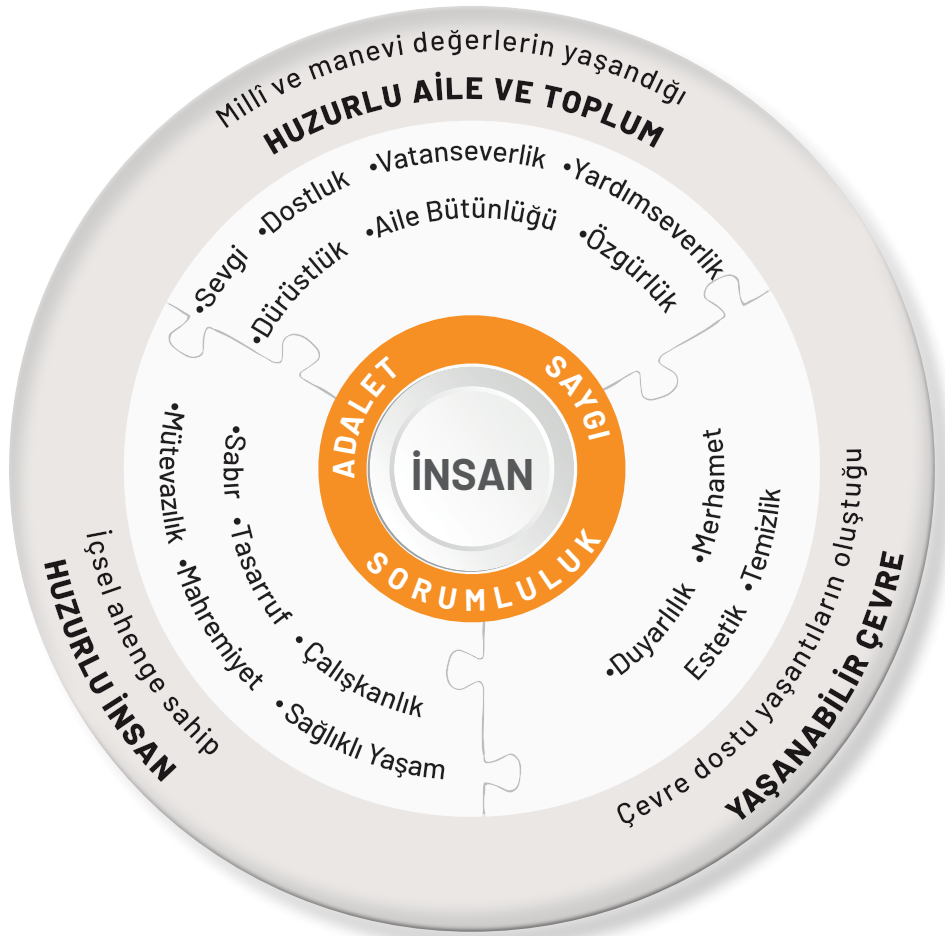 Millî ve manevi değerlerin yaşandığı
HUZURLU AİLE VE TOPLUM
•Sevgi •Dostluk •Vatanseverlik •Yardımseverlik
•Dürüstlük •Aile Bütünlüğü •Özgürlük
ADALET
SAYGI
SORUMLULUK
İNSAN
•Mütevazılık •Mahremiyet •Sağlıklı Yaşam
•Sabır •Tasarruf •Çalışkanlık
İçsel ahenge sahip
HUZURLU İNSAN
•Duyarlılık •Merhamet
Estetik •Temizlik
Çevre dostu yaşantıların oluştuğu
YAŞANABİLİR ÇEVRE